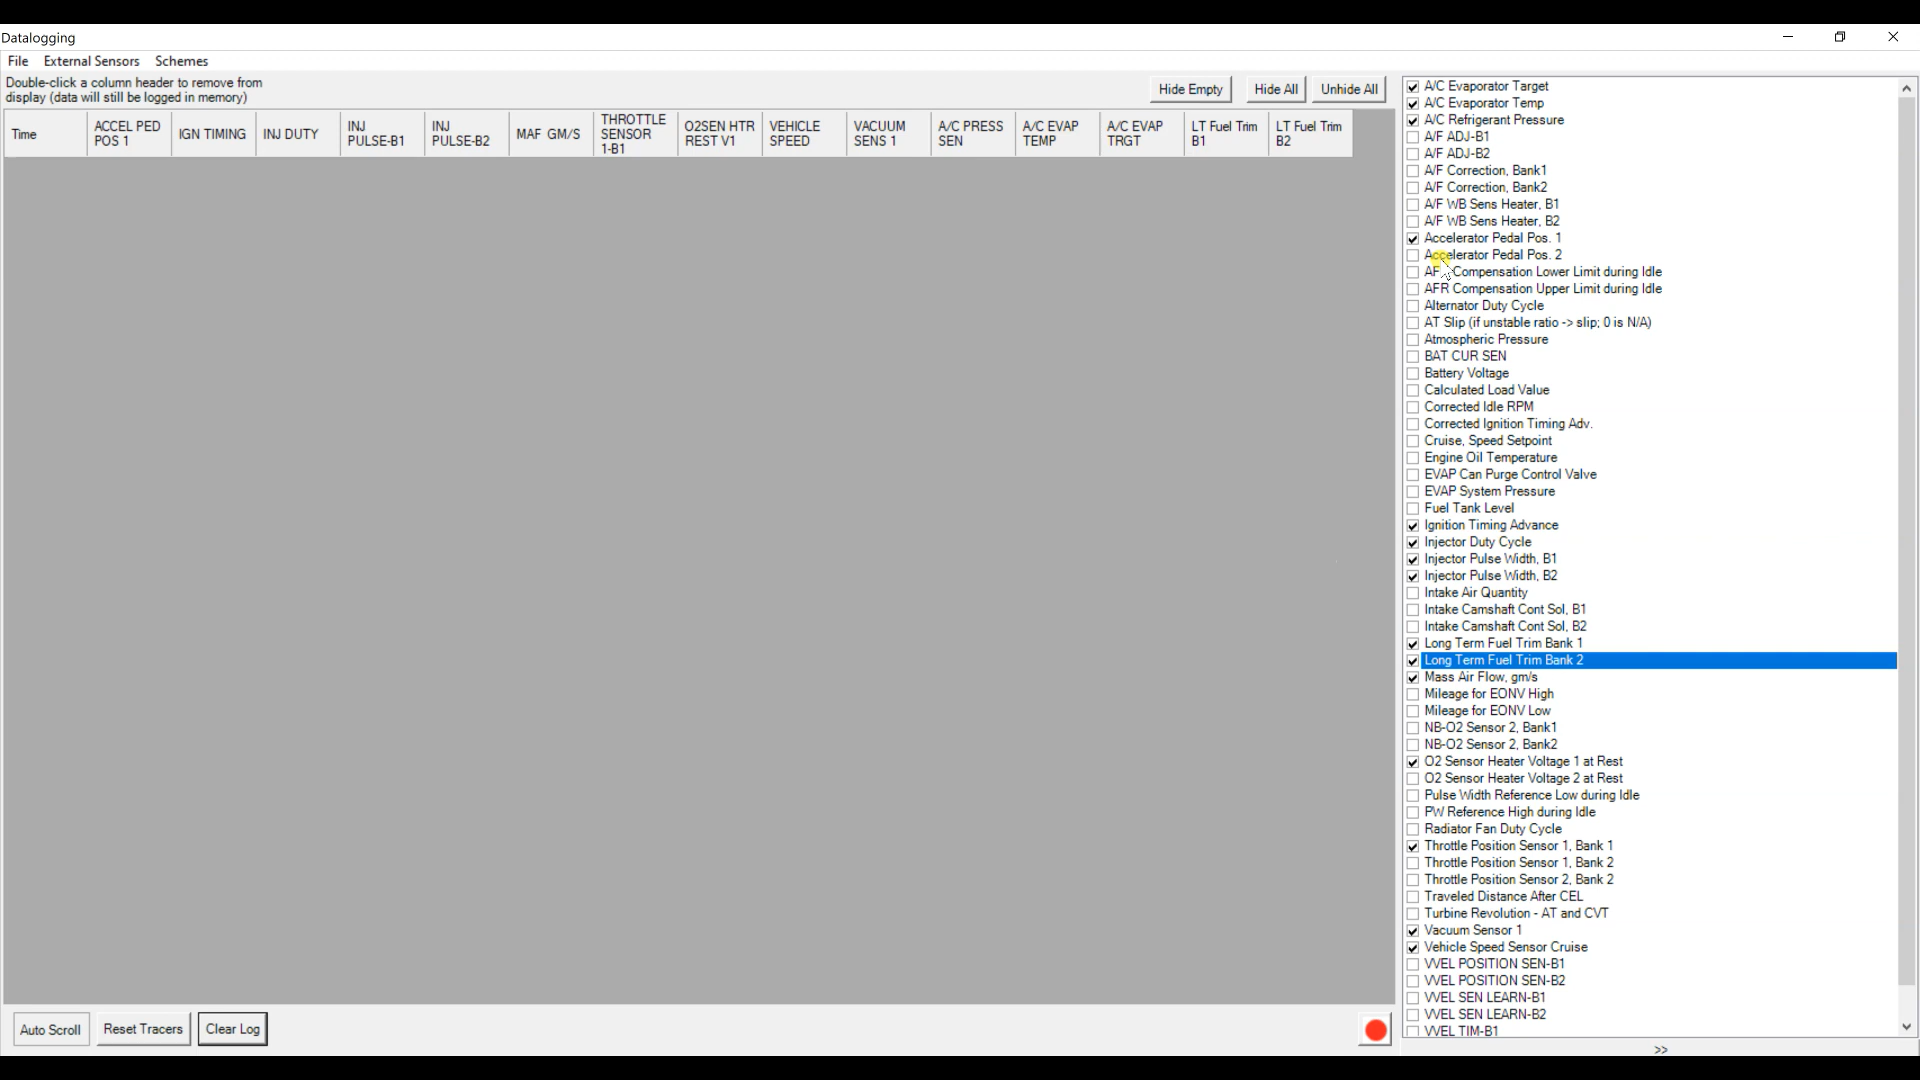 Datalogging
File External Sensors Schemes
Double-click a column header to remove from
display (data will still be logged in memory)
Hide Empty Hide All Unhide All
Time
ACCEL PED
POS 1
IGN TIMING
INJ DUTY
INJ
PULSE-B1
INJ
PULSE-B2
MAF GM/S
THROTTLE
SENSOR
1-B1
O2SEN HTR
REST V1
VEHICLE
SPEED
VACUUM
SENS 1
A/C PRESS
SEN
A/C EVAP
TEMP
A/C EVAP
TRGT
LT Fuel Trim
B1
LT Fuel Trim
B2
A/C Evaporator Target
A/C Evaporator Temp
A/C Refrigerant Pressure
A/F ADJ-B1
A/F ADJ-B2
A/F Correction, Bank1
A/F Correction, Bank2
A/F WB Sens Heater, B1
A/F WB Sens Heater, B2
Accelerator Pedal Pos. 1
Accelerator Pedal Pos. 2
AF Compensation Lower Limit during Idle
AFR Compensation Upper Limit during Idle
Alternator Duty Cycle
AT Slip (if unstable ratio -> slip; 0 is N/A)
Atmospheric Pressure
BAT CUR SEN
Battery Voltage
Calculated Load Value
Corrected Idle RPM
Corrected Ignition Timing Adv.
Cruise, Speed Setpoint
Engine Oil Temperature
EVAP Can Purge Control Valve
EVAP System Pressure
Fuel Tank Level
Ignition Timing Advance
Injector Duty Cycle
Injector Pulse Width, B1
Injector Pulse Width, B2
Intake Air Quantity
Intake Camshaft Cont Sol, B1
Intake Camshaft Cont Sol, B2
Long Term Fuel Trim Bank 1
Long Term Fuel Trim Bank 2
Mass Air Flow, gm/s
Mileage for EONV High
Mileage for EONV Low
NB-O2 Sensor 2, Bank1
NB-O2 Sensor 2, Bank2
O2 Sensor Heater Voltage 1 at Rest
O2 Sensor Heater Voltage 2 at Rest
Pulse Width Reference Low during Idle
PW Reference High during Idle
Radiator Fan Duty Cycle
Throttle Position Sensor 1, Bank 1
Throttle Position Sensor 1, Bank 2
Throttle Position Sensor 2, Bank 2
Traveled Distance After CEL
Turbine Revolution - AT and CVT
Vacuum Sensor 1
Vehicle Speed Sensor Cruise
VVEL POSITION SEN-B1
VVEL POSITION SEN-B2
VVEL SEN LEARN-B1
VVEL SEN LEARN-B2
VVEL TIM-B1
Auto Scroll Reset Tracers Clear Log
>>